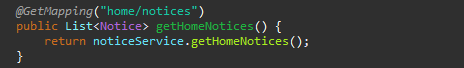 @GetMapping("home/notices")
public List<Notice> getHomeNotices() {
    return noticeService.getHomeNotices();
}